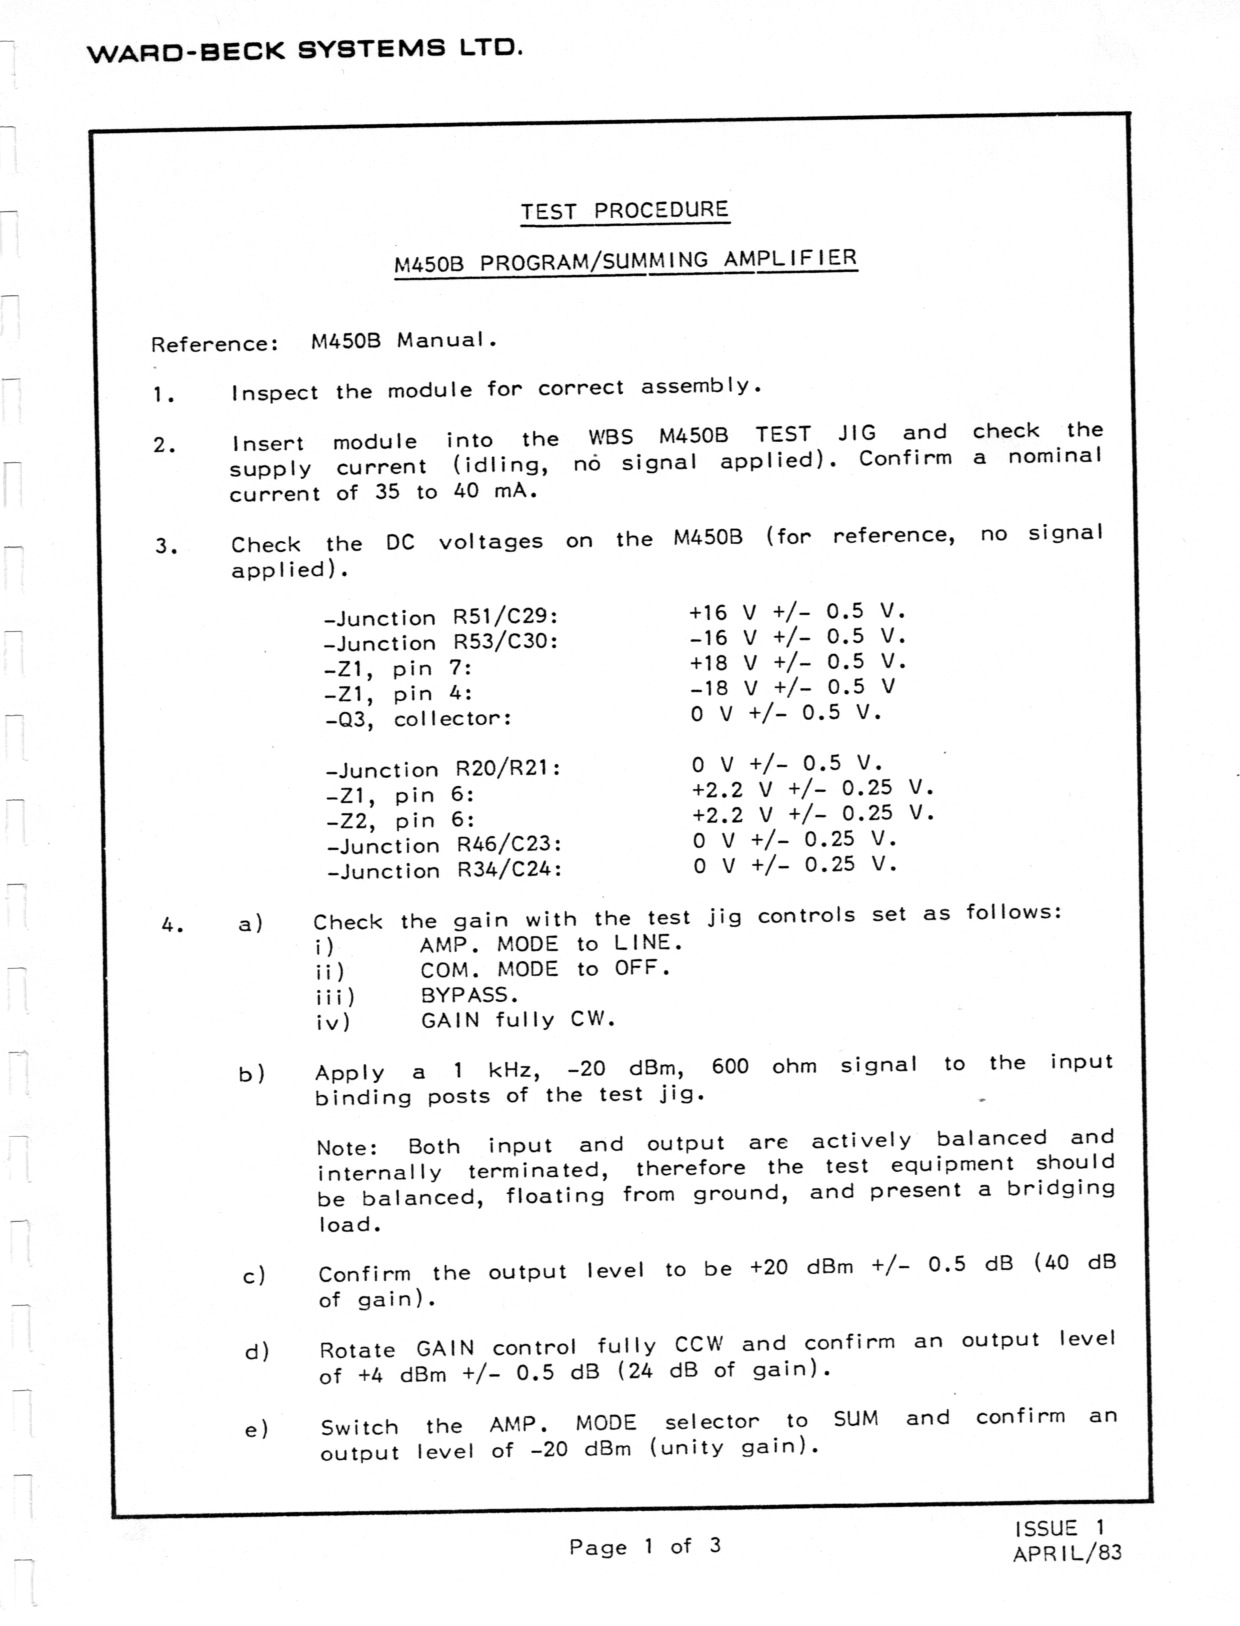 WARD-BECK SYSTEMS LTD.
TEST PROCEDURE
M450B PROGRAM/SUMMING AMPLIFIER
Reference: M450B Manual.
1. Inspect the module for correct assembly.
2. Insert module into the WBS M450B TEST JIG and check the
supply current (idling, no signal applied). Confirm a nominal
current of 35 to 40 mA.
3. Check the DC voltages on the M450B (for reference, no signal
applied).
-Junction R51/C29: +16 V +/- 0.5 V.
-Junction R53/C30: -16 V +/- 0.5 V.
-Z1, pin 7: +18 V +/- 0.5 V.
-Z1, pin 4: -18 V +/- 0.5 V
-Q3, collector: 0 V +/- 0.5 V.
-Junction R20/R21: 0 V +/- 0.5 V.
-Z1, pin 6: +2.2 V +/- 0.25 V.
-Z2, pin 6: +2.2 V +/- 0.25 V.
-Junction R46/C23: 0 V +/- 0.25 V.
-Junction R34/C24: 0 V +/- 0.25 V.
4. a) Check the gain with the test jig controls set as follows:
i) AMP. MODE to LINE.
ii) COM. MODE to OFF.
iii) BYPASS.
iv) GAIN fully CW.
b) Apply a 1 kHz, -20 dBm, 600 ohm signal to the input
binding posts of the test jig.
Note: Both input and output are actively balanced and
internally terminated, therefore the test equipment should
be balanced, floating from ground, and present a bridging
load.
c) Confirm the output level to be +20 dBm +/- 0.5 dB (40 dB
of gain).
d) Rotate GAIN control fully CCW and confirm an output level
of +4 dBm +/- 0.5 dB (24 dB of gain).
e) Switch the AMP. MODE selector to SUM and confirm an
output level of -20 dBm (unity gain).
Page 1 of 3
ISSUE 1
APRIL/83